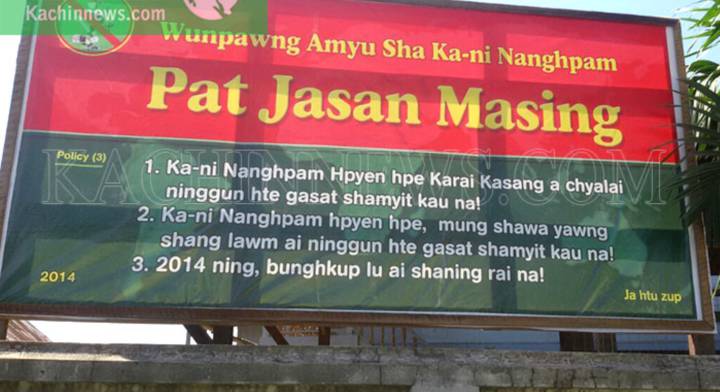 Kachinnews.com
Wunpawng Amyu Sha Ka-ni Nanghpam
Pat Jasan Masing
Policy (3)
1. Ka-ni Nanghpam Hpyen hpe Karai Kasang a chyalai
ninggun hte gasat shamyit kau na!
KACHINNEWS.COM
2. Ka-ni Nanghpam hpyen hpe, mung shawa yawng
shang lawm ai ninggun hte gasat shamyit kau na!
3. 2014 ning, bunghkup lu ai shaning rai na!
2014
Ja htu zup